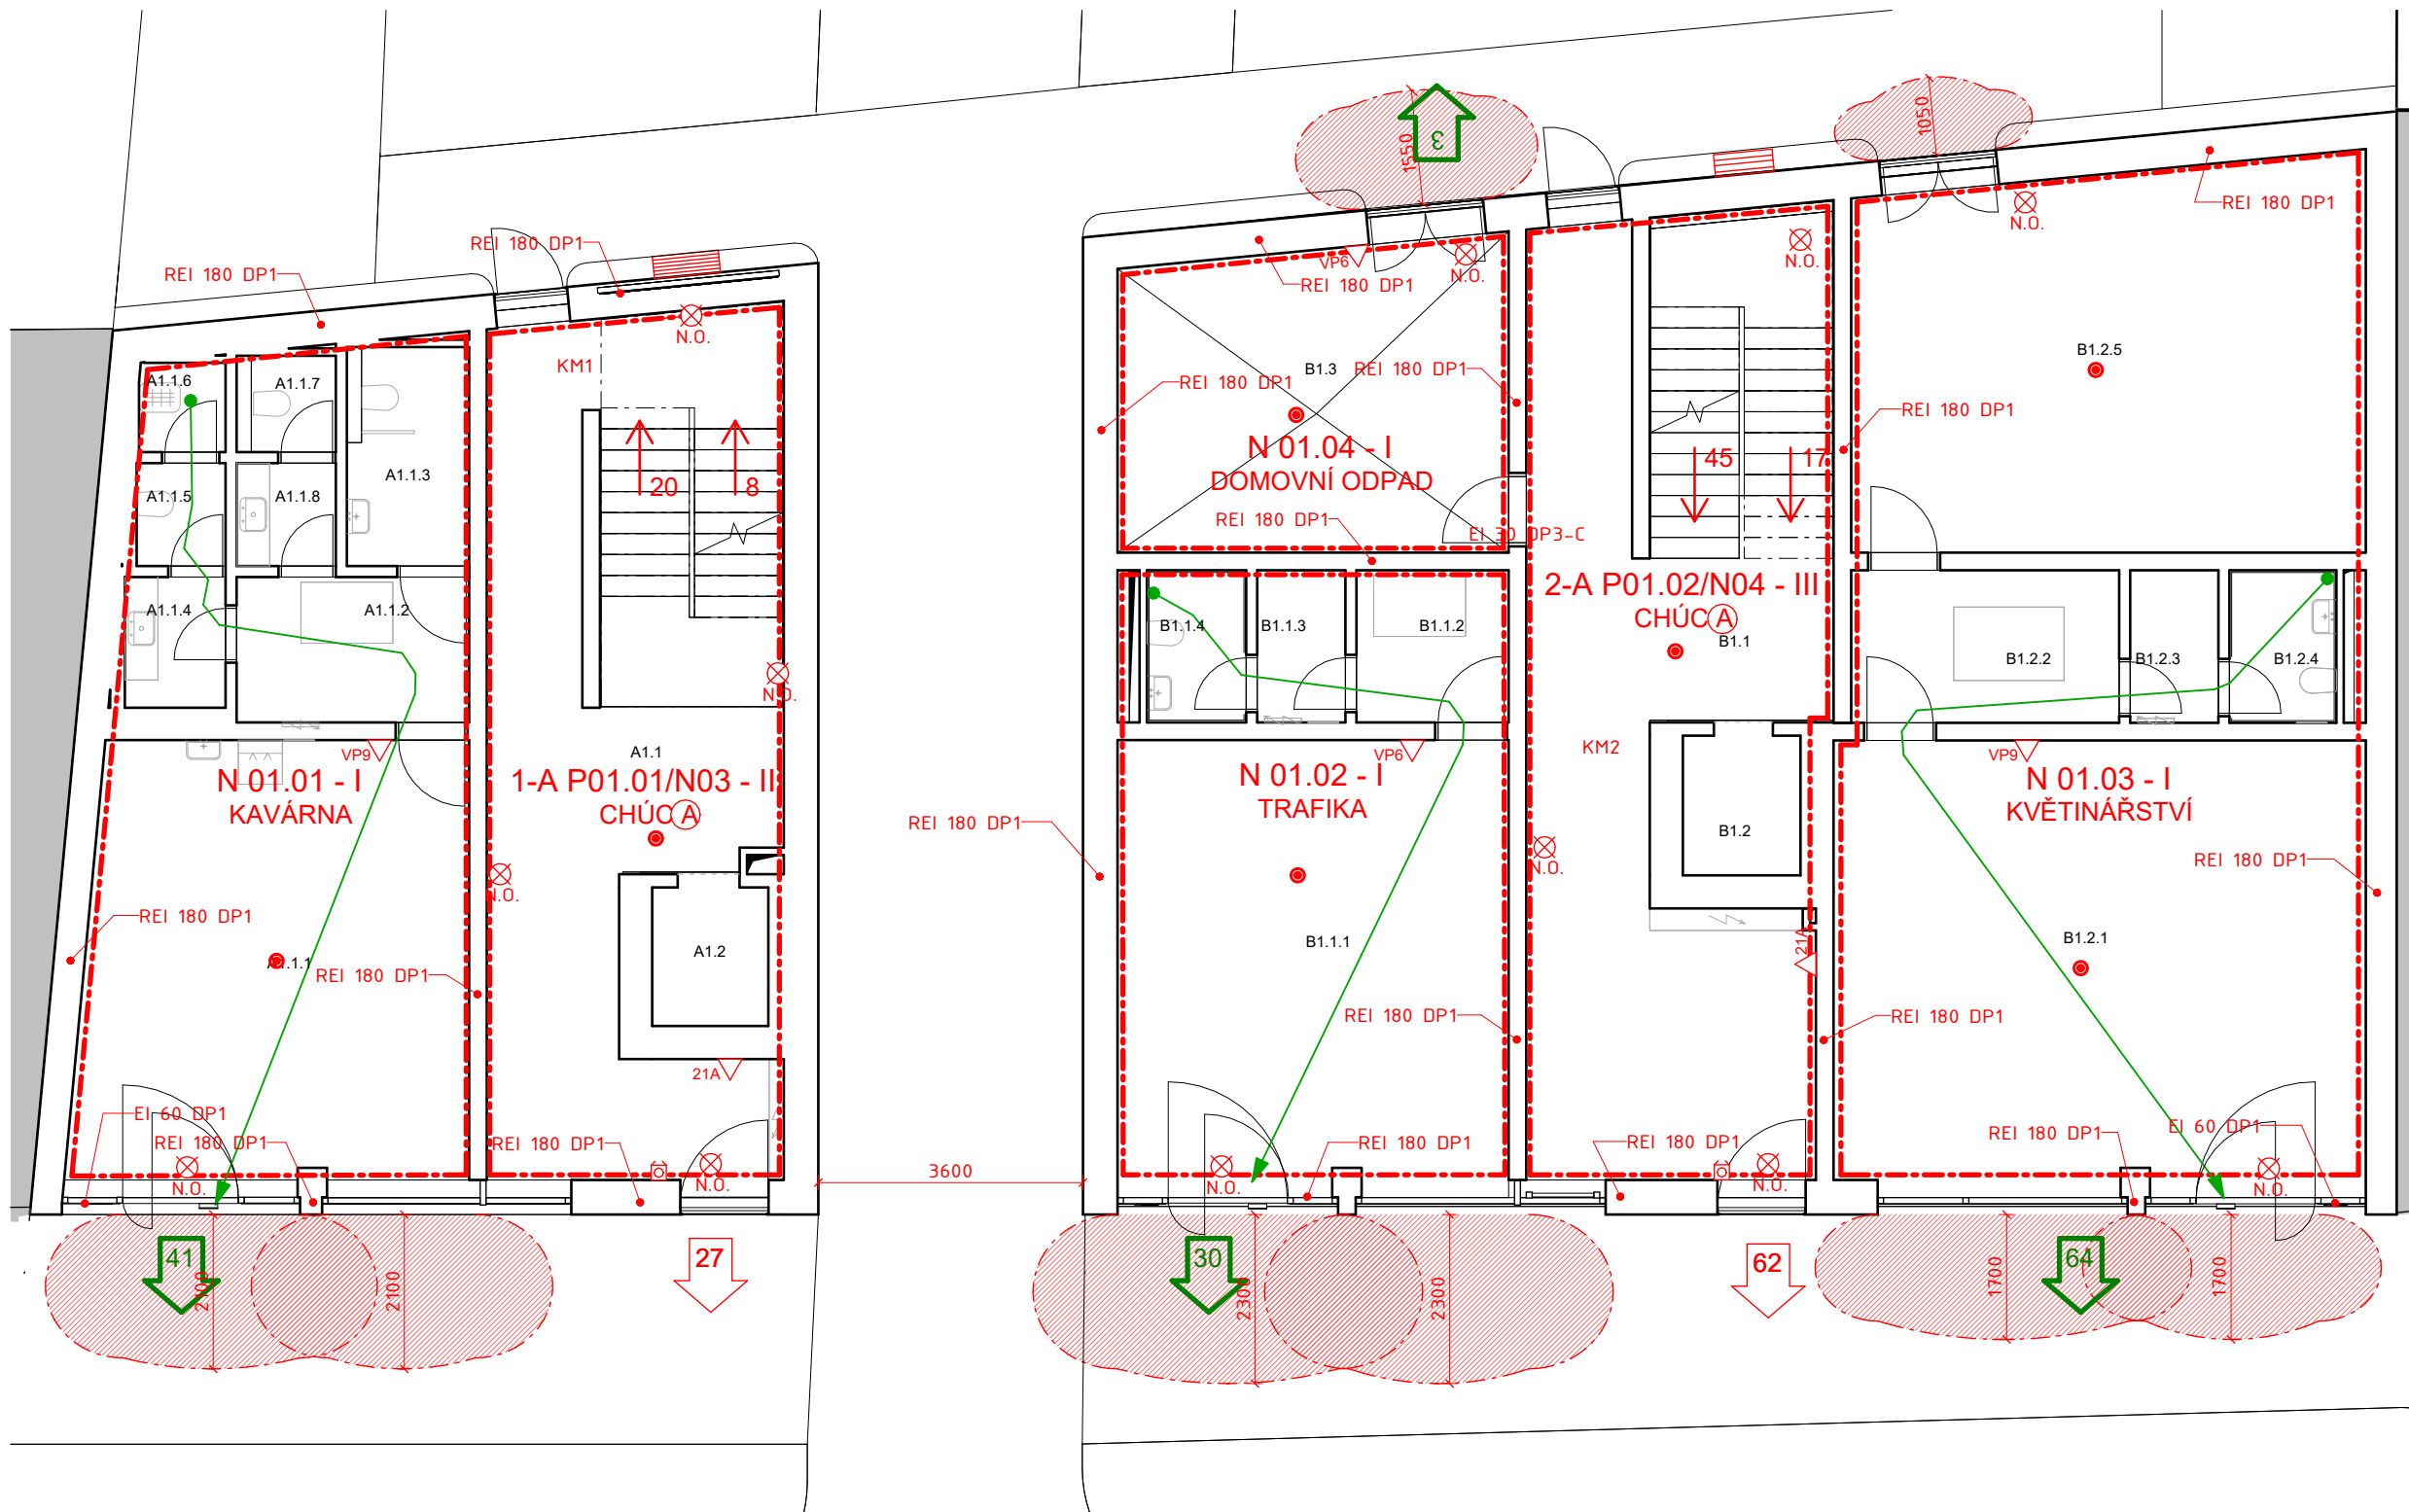 3
1550
1050
REI 180 DP1
N.O.
REI 180 DP1
REI 180 DP1
VP6
N.O.
REI 180 DP1
N.O.
N.O.
KM1
A1.1.6
A1.1.7
A1.1.3
A1.1.5
A1.1.8
20
8
B1.3
REI 180 DP1
REI 180 DP1
N 01.04 - I
DOMOVNÍ ODPAD
REI 180 DP1
EI 30 DP3-C
45
17
B1.2.5
REI 180 DP1
A1.1.4
A1.1.2
B1.1.4
B1.1.3
B1.1.2
2-A P01.02/N04 - III
CHÚC A
B1.1
B1.2.2
B1.2.3
B1.2.4
N.O.
VP9
A1.1
N 01.01 - I
KAVÁRNA
1-A P01.01/N03 - II
CHÚC A
VP6
N 01.02 - I
TRAFIKA
KM2
VP9
N 01.03 - I
KVĚTINÁŘSTVÍ
REI 180 DP1
B1.2
N.O.
REI 180 DP1
N.O.
REI 180 DP1
A1.1.1
REI 180 DP1
A1.2
B1.1.1
21A
B1.2.1
REI 180 DP1
REI 180 DP1
21A
EI 60 DP1
REI 180 DP1
REI 180 DP1
REI 180 DP1
REI 180 DP1
REI 180 DP1
EI 60 DP1
N.O.
N.O.
3600
N.O.
N.O.
N.O.
41
2100
2100
27
30
2300
2300
62
1700
64
1700